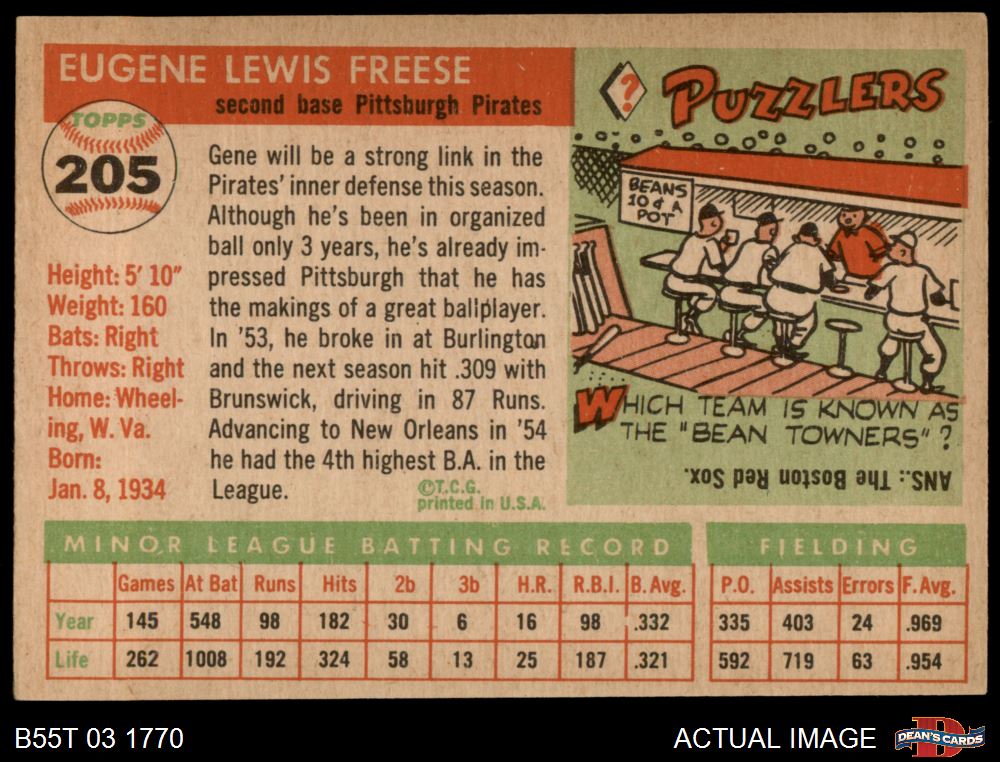 EUGENE LEWIS FREESE
second base Pittsburgh Pirates
TOPPS
205
Height: 5' 10"
Weight: 160
Bats: Right
Throws: Right
Home: Wheel-
ing, W. Va.
Born:
Jan. 8, 1934
Gene will be a strong link in the
Pirates' inner defense this season.
Although he's been in organized
ball only 3 years, he's already im-
pressed Pittsburgh that he has
the makings of a great ballplayer.
In '53, he broke in at Burlington
and the next season hit .309 with
Brunswick, driving in 87 Runs.
Advancing to New Orleans in '54
he had the 4th highest B.A. in the
League.
©T.C.G.
printed in U.S.A.
?
PUZZLERS
BEANS
10¢ A
POT
WHICH TEAM IS KNOWN AS
THE "BEAN TOWNERS"?
ANS.: The Boston Red Sox.
MINOR LEAGUE BATTING RECORD
Games At Bat Runs Hits 2b 3b H.R. R.B.I. B. Avg.
Year 145 548 98 182 30 6 16 98 .332
Life 262 1008 192 324 58 13 25 187 .321
FIELDING
P.O. Assists Errors F. Avg.
335 403 24 .969
592 719 63 .954
B55T 03 1770
ACTUAL IMAGE
D
DEAN'S CARDS